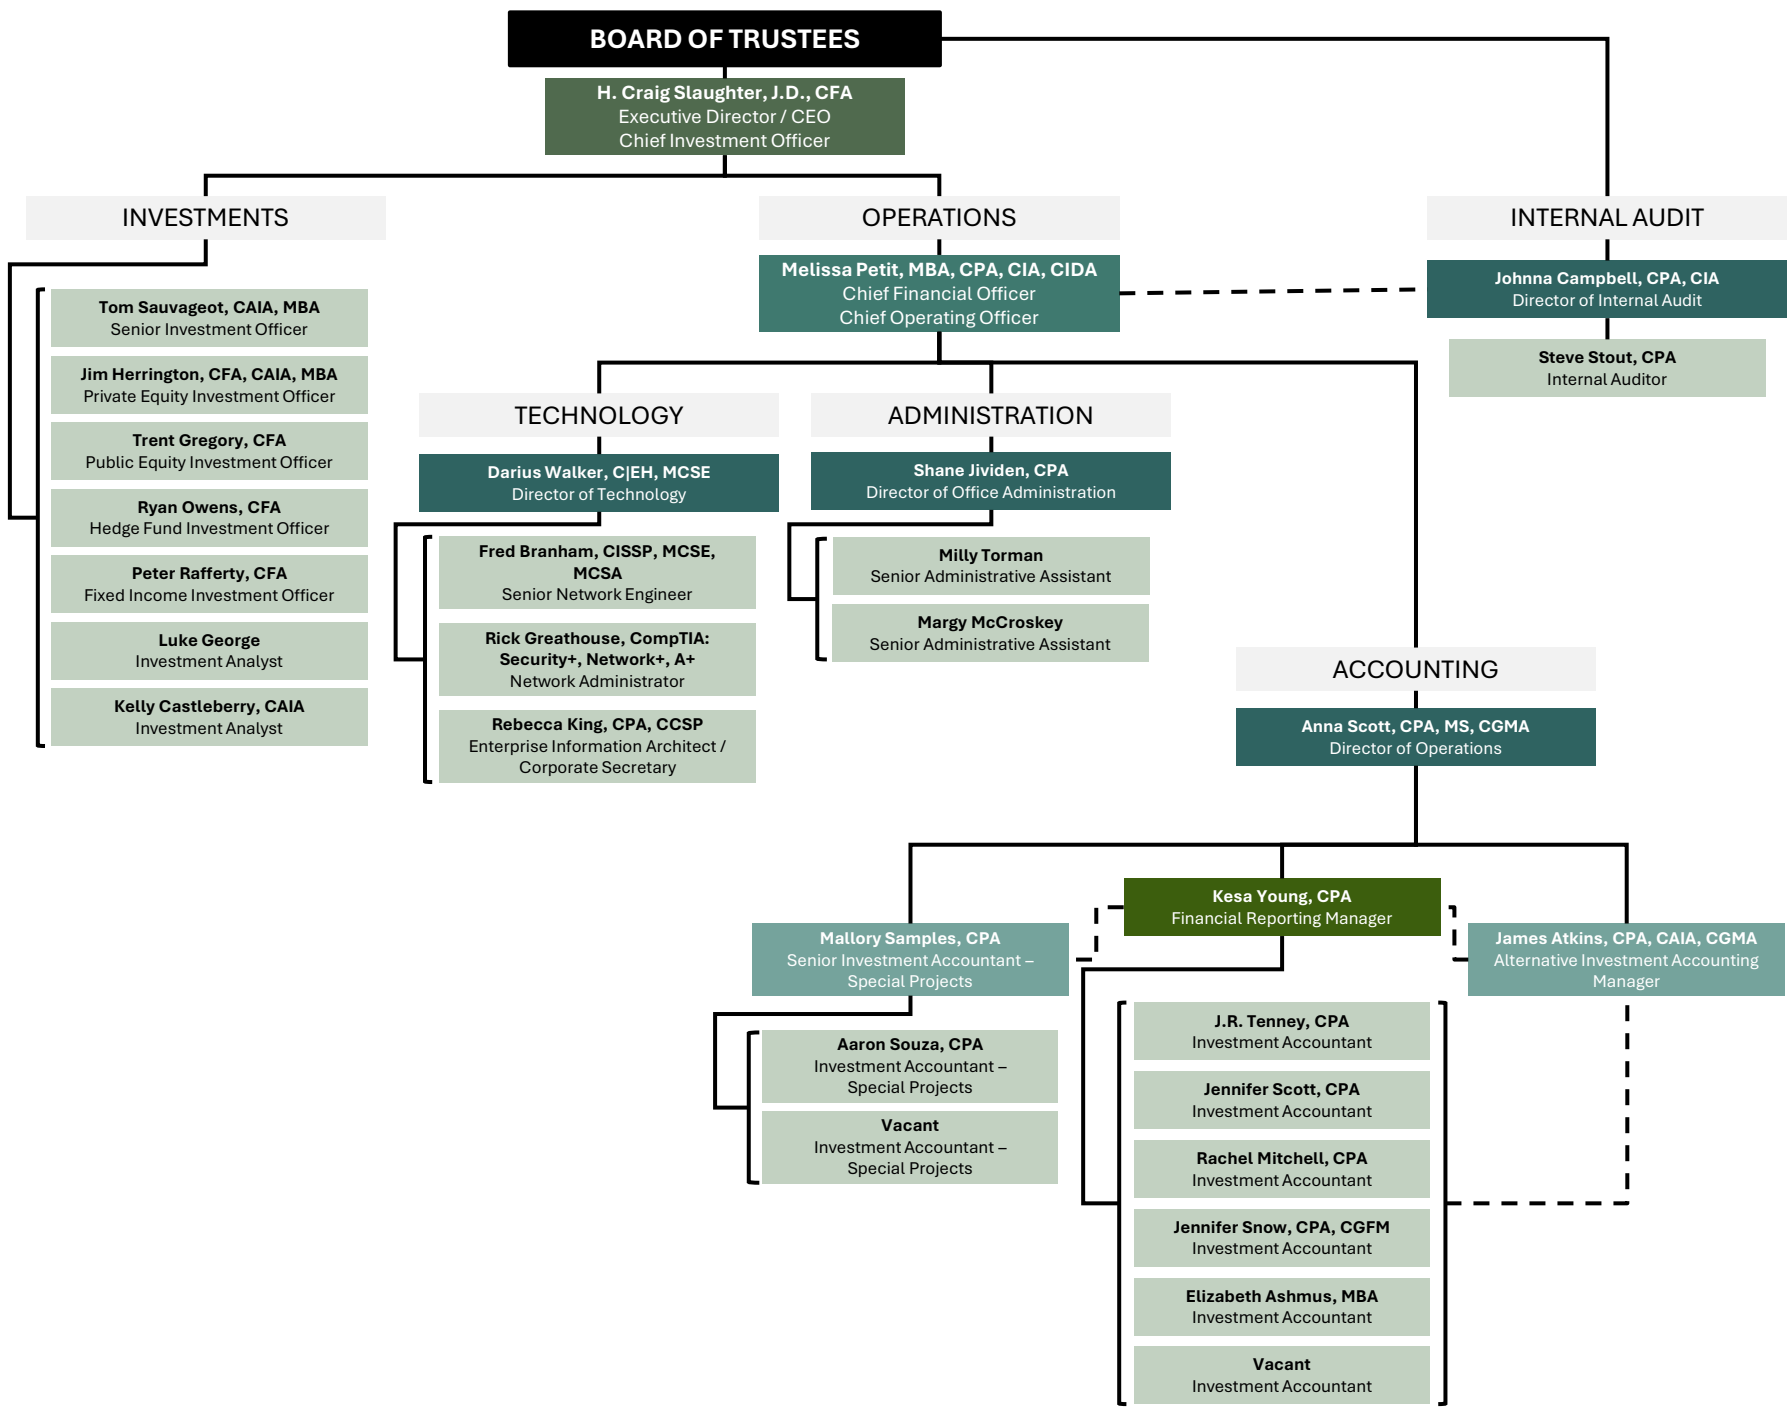 BOARD OF TRUSTEES
H. Craig Slaughter, J.D., CFA
Executive Director / CEO
Chief Investment Officer
INVESTMENTS
OPERATIONS
INTERNAL AUDIT
Melissa Petit, MBA, CPA, CIA, CIDA
Chief Financial Officer
Chief Operating Officer
Johnna Campbell, CPA, CIA
Director of Internal Audit
Steve Stout, CPA
Internal Auditor
Tom Sauvageot, CAIA, MBA
Senior Investment Officer
Jim Herrington, CFA, CAIA, MBA
Private Equity Investment Officer
Trent Gregory, CFA
Public Equity Investment Officer
Ryan Owens, CFA
Hedge Fund Investment Officer
Peter Rafferty, CFA
Fixed Income Investment Officer
Luke George
Investment Analyst
Kelly Castleberry, CAIA
Investment Analyst
TECHNOLOGY
Darius Walker, C|EH, MCSE
Director of Technology
Fred Branham, CISSP, MCSE,
MCSA
Senior Network Engineer
Rick Greathouse, CompTIA:
Security+, Network+, A+
Network Administrator
Rebecca King, CPA, CCSP
Enterprise Information Architect /
Corporate Secretary
ADMINISTRATION
Shane Jividen, CPA
Director of Office Administration
Milly Torman
Senior Administrative Assistant
Margy McCroskey
Senior Administrative Assistant
ACCOUNTING
Anna Scott, CPA, MS, CGMA
Director of Operations
Mallory Samples, CPA
Senior Investment Accountant –
Special Projects
Aaron Souza, CPA
Investment Accountant –
Special Projects
Vacant
Investment Accountant –
Special Projects
Kesa Young, CPA
Financial Reporting Manager
J.R. Tenney, CPA
Investment Accountant
Jennifer Scott, CPA
Investment Accountant
Rachel Mitchell, CPA
Investment Accountant
Jennifer Snow, CPA, CGFM
Investment Accountant
Elizabeth Ashmus, MBA
Investment Accountant
Vacant
Investment Accountant
James Atkins, CPA, CAIA, CGMA
Alternative Investment Accounting
Manager